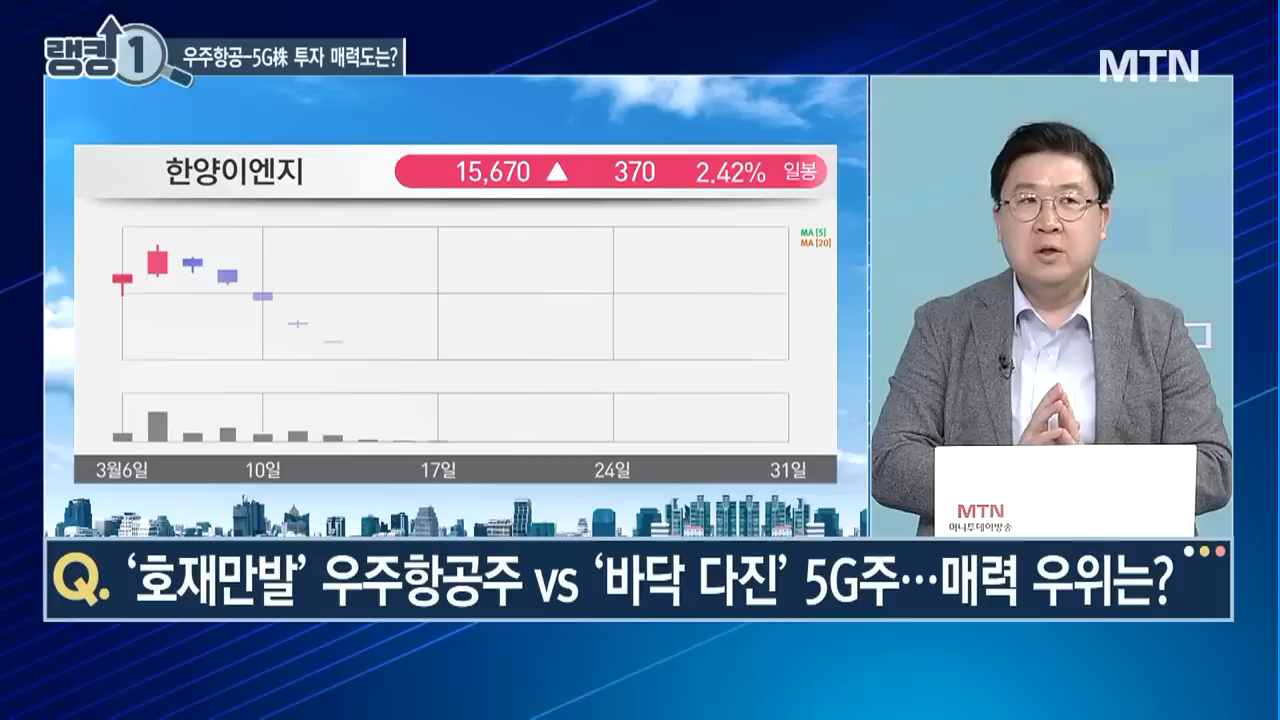 랭킹1
우주항공-5G株 투자 매력도는?
MTN
한양이엔지 15,670 ▲ 370 2.42% 일봉
MA [5]
MA [20]
3월6일 10일 17일 24일 31일
MTN
머니투데이방송
Q. ‘호재만발’ 우주항공주 vs ‘바닥 다진’ 5G주…매력 우위는?